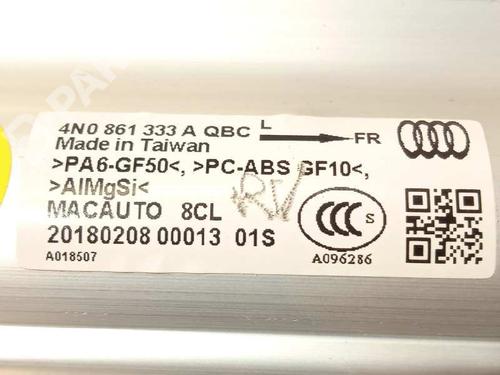 4N0 861 333 A QBC L FR
Made in Taiwan
>PA6-GF50<, >PC-ABS GF10<,
>AlMgSi<
MACAUTO 8CL
20180208 00013 01S
A018507
CCC S
A096286